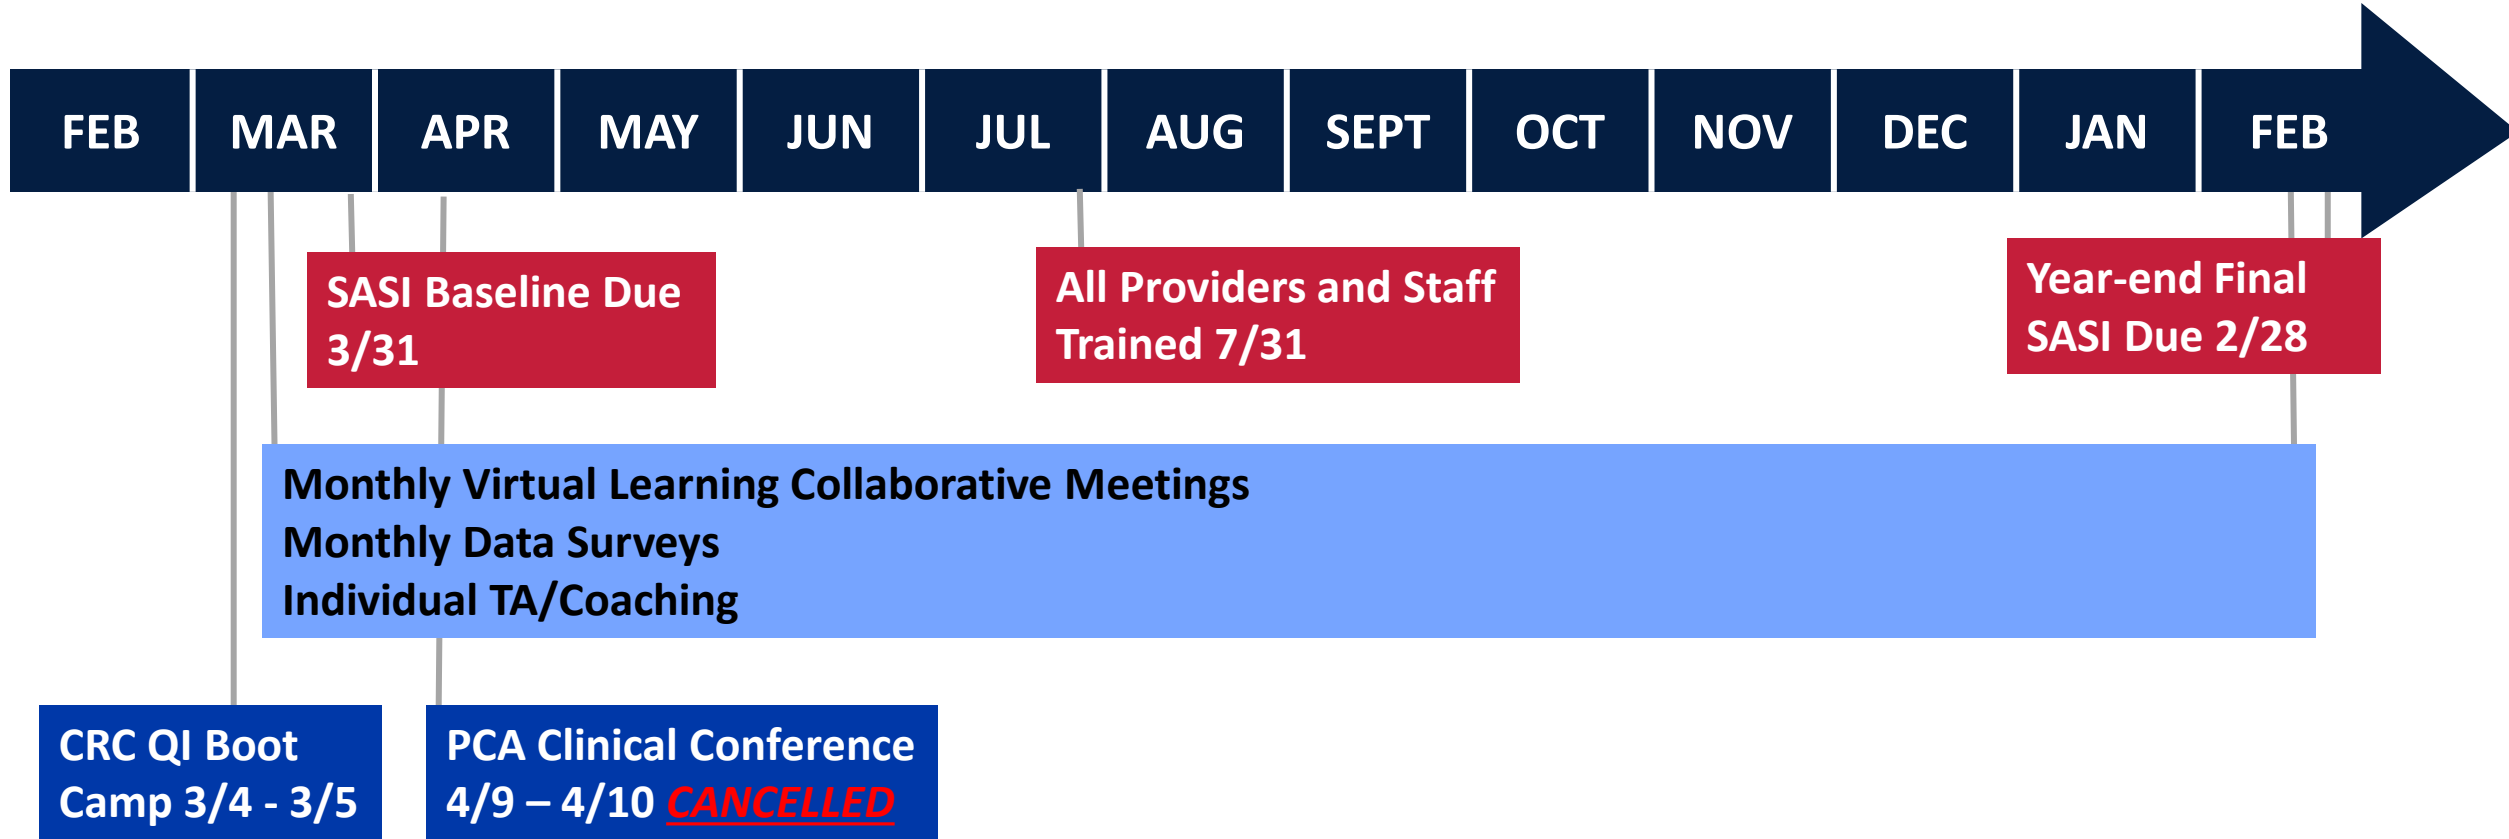 FEB MAR APR MAY JUN JUL AUG SEPT OCT NOV DEC JAN FEB
SASI Baseline Due
3/31
All Providers and Staff
Trained 7/31
Year-end Final
SASI Due 2/28
Monthly Virtual Learning Collaborative Meetings
Monthly Data Surveys
Individual TA/Coaching
CRC QI Boot
Camp 3/4 - 3/5
PCA Clinical Conference
4/9 – 4/10 CANCELLED